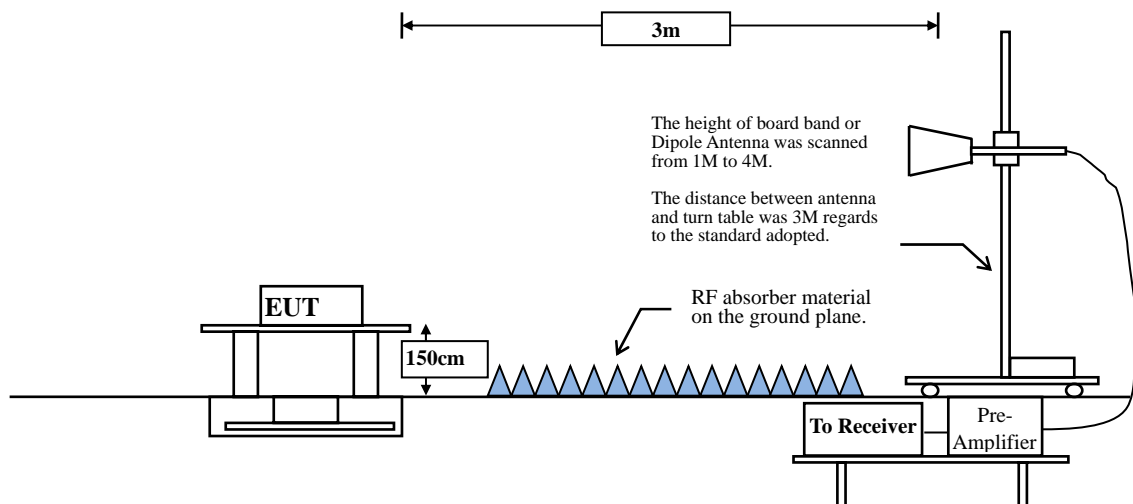 3m
The height of board band or
Dipole Antenna was scanned
from 1M to 4M.
The distance between antenna
and turn table was 3M regards
to the standard adopted.
EUT
RF absorber material
on the ground plane.
150cm
To Receiver
Pre-
Amplifier